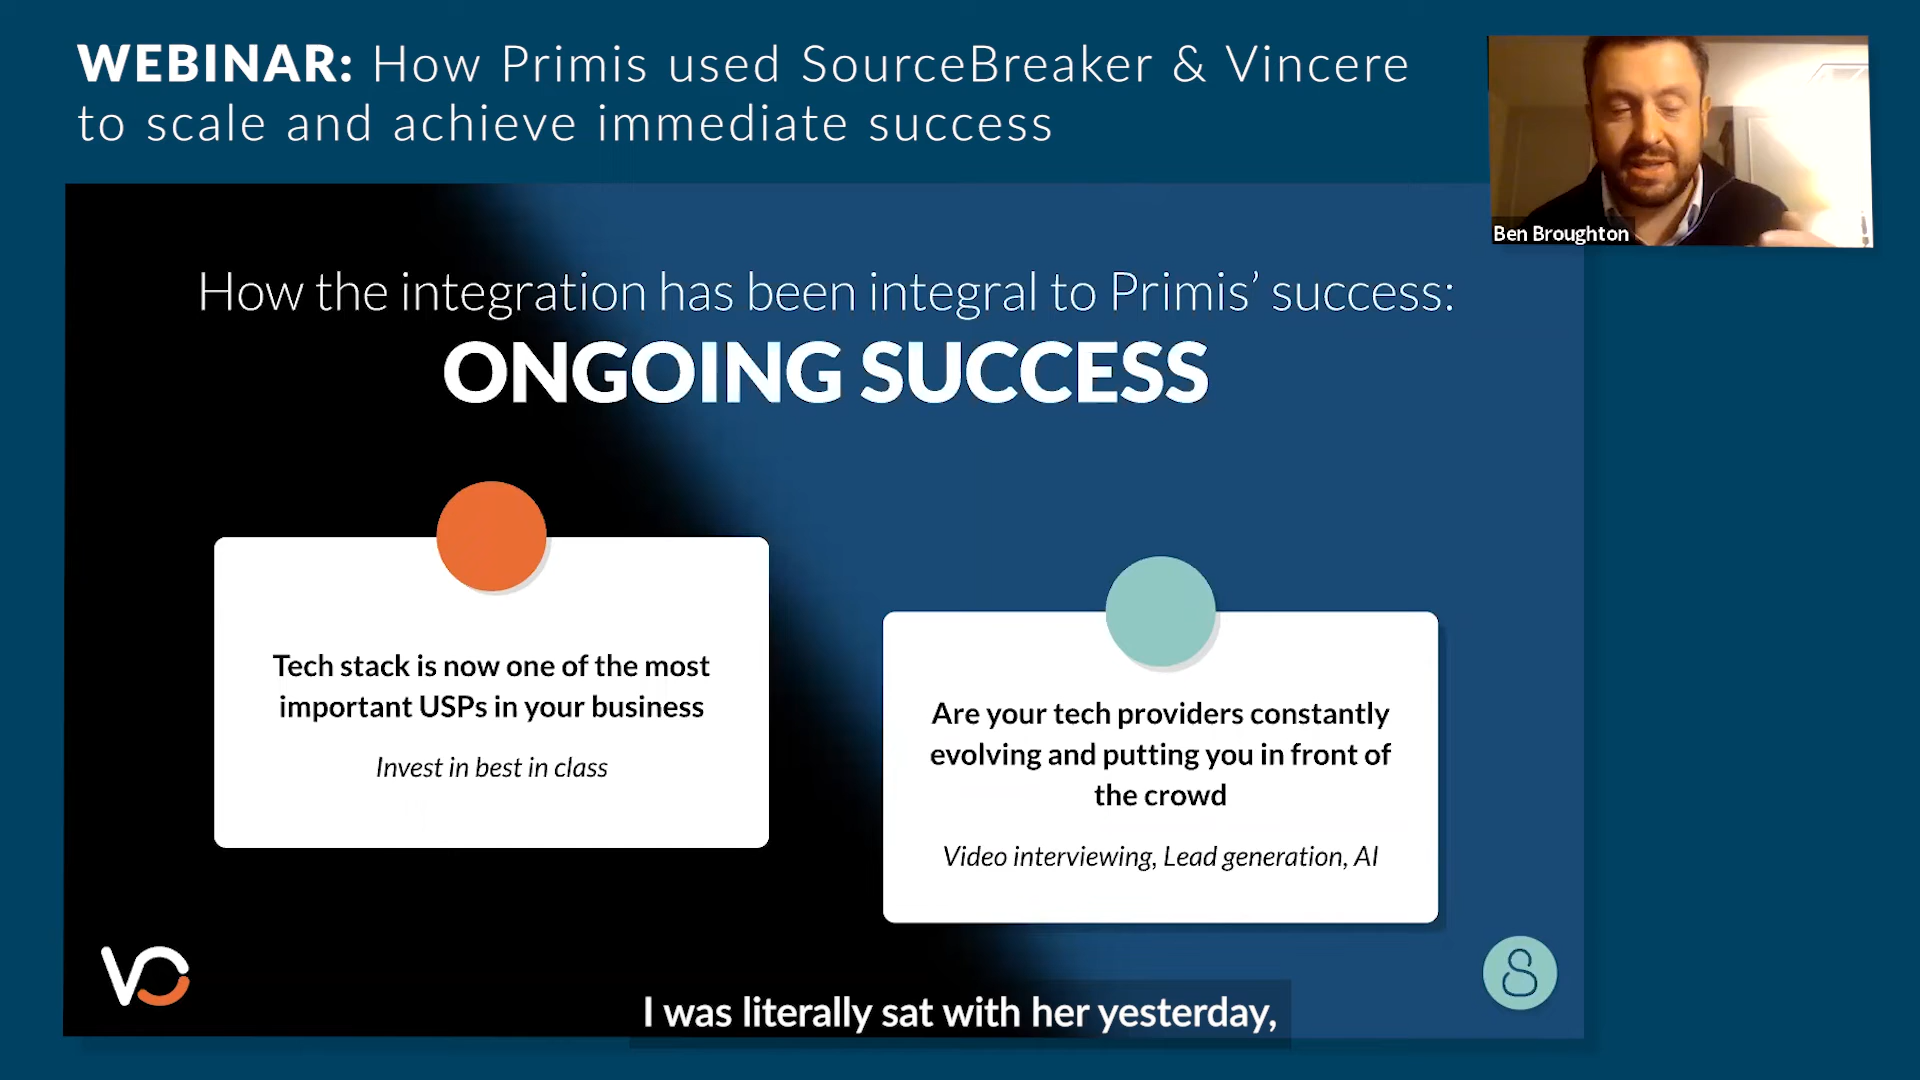 WEBINAR: How Primis used SourceBreaker & Vincere
to scale and achieve immediate success
Ben Broughton
How the integration has been integral to Primis’ success:
ONGOING SUCCESS
Tech stack is now one of the most
important USPs in your business
Invest in best in class
Are your tech providers constantly
evolving and putting you in front of
the crowd
Video interviewing, Lead generation, AI
I was literally sat with her yesterday,